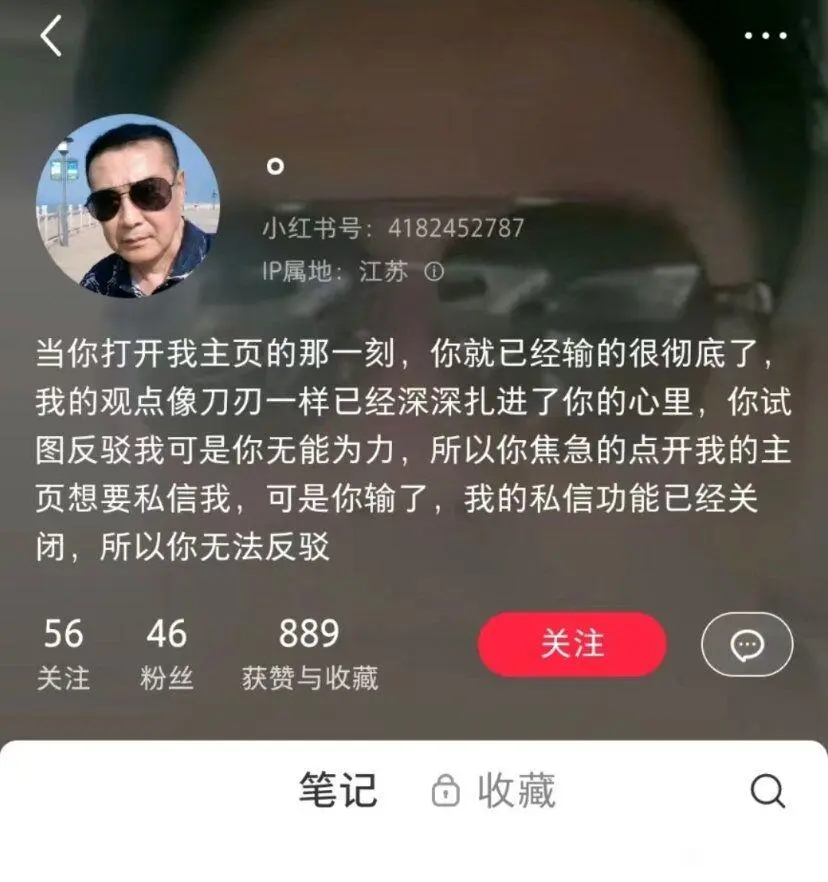 。
小红书号：4182452787
IP属地：江苏
当你打开我主页的那一刻，你就已经输的很彻底了，
我的观点像刀刃一样已经深深扎进了你的心里，你试
图反驳我可是你无能为力，所以你焦急的点开我的主
页想要私信我，可是你输了，我的私信功能已经关
闭，所以你无法反驳
56 46 889
关注 粉丝 获赞与收藏
关注
笔记 收藏